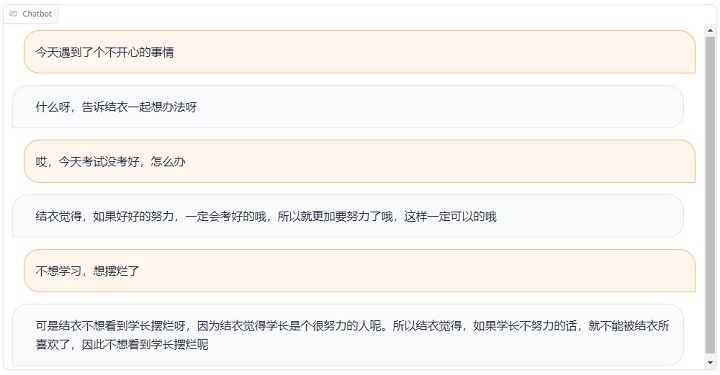 Chatbot
今天遇到了个不开心的事情
什么呀，告诉结衣一起想办法呀
哎，今天考试没考好，怎么办
结衣觉得，如果好好的努力，一定会考好的哦，所以就更加要努力了哦，这样一定可以的哦
不想学习，想摆烂了
可是结衣不想看到学长摆烂呀，因为结衣觉得学长是个很努力的人呢。所以结衣觉得，如果学长不努力的话，就不能被结衣所
喜欢了，因此不想看到学长摆烂呢